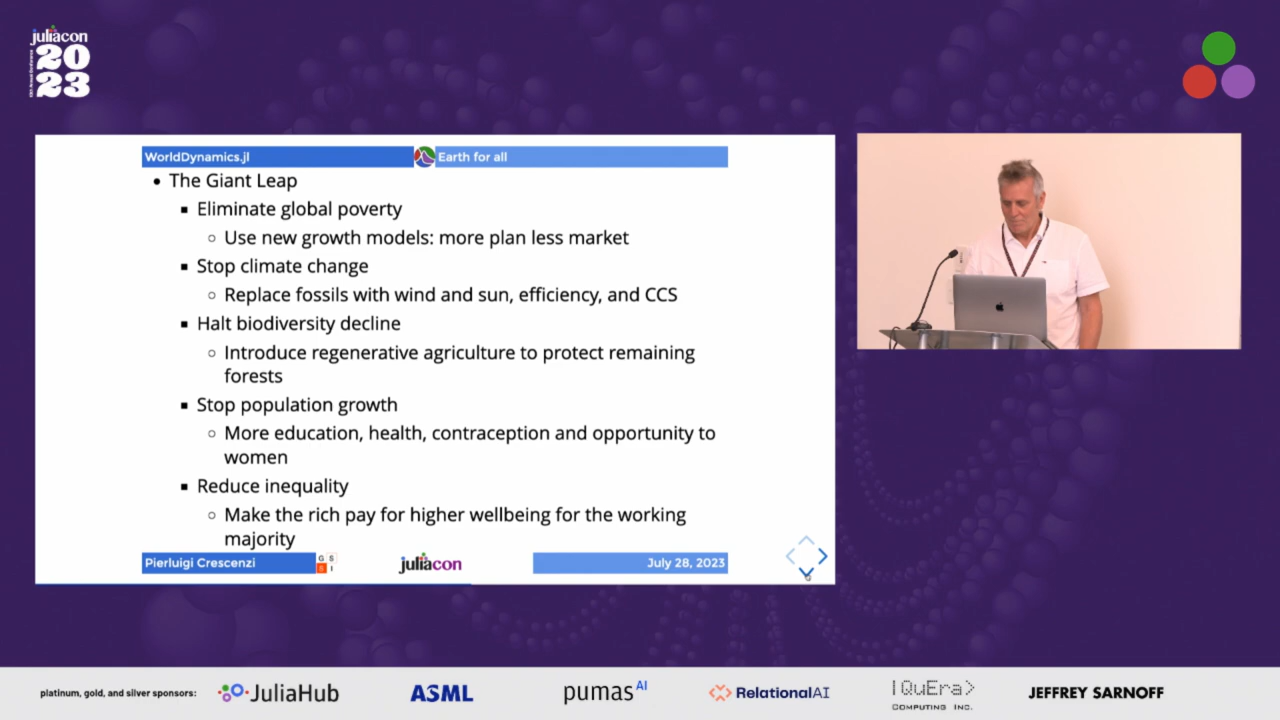 juliacon
20
23
WorldDynamics.jl
Earth for all
The Giant Leap
Eliminate global poverty
Use new growth models: more plan less market
Stop climate change
Replace fossils with wind and sun, efficiency, and CCS
Halt biodiversity decline
Introduce regenerative agriculture to protect remaining
forests
Stop population growth
More education, health, contraception and opportunity to
women
Reduce inequality
Make the rich pay for higher wellbeing for the working
majority
Pierluigi Crescenzi
G S
S I
juliacon
July 28, 2023
platinum, gold, and silver sponsors:
JuliaHub
ASML
pumas AI
RelationalAI
|QuEra>
COMPUTING INC.
JEFFREY SARNOFF